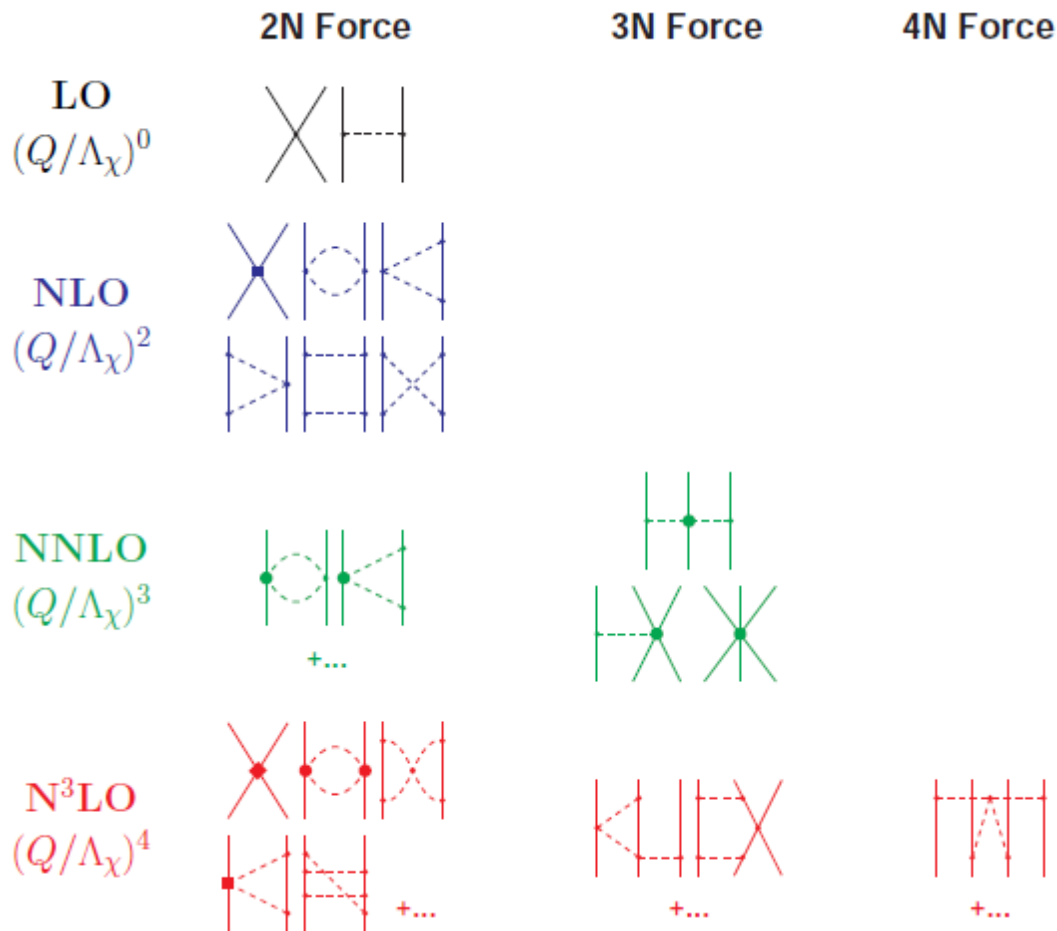 2N Force 3N Force 4N Force
LO
(Q/Λχ)⁰
NLO
(Q/Λχ)²
NNLO
(Q/Λχ)³
+...
N³LO
(Q/Λχ)⁴
+... +... +...